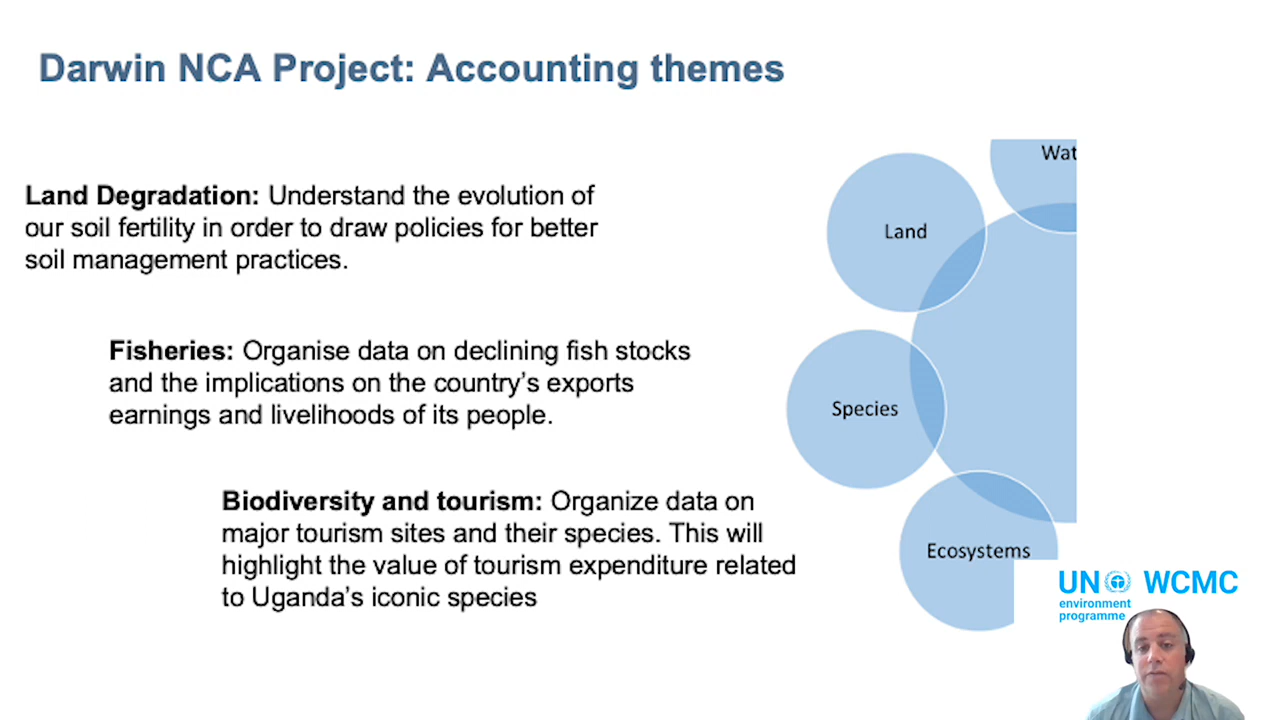 Darwin NCA Project: Accounting themes
Land Degradation: Understand the evolution of
our soil fertility in order to draw policies for better
soil management practices.
Fisheries: Organise data on declining fish stocks
and the implications on the country's exports
earnings and livelihoods of its people.
Biodiversity and tourism: Organize data on
major tourism sites and their species. This will
highlight the value of tourism expenditure related
to Uganda's iconic species
Wat
Land
Species
Ecosystems
UN WCMC
environment
programme